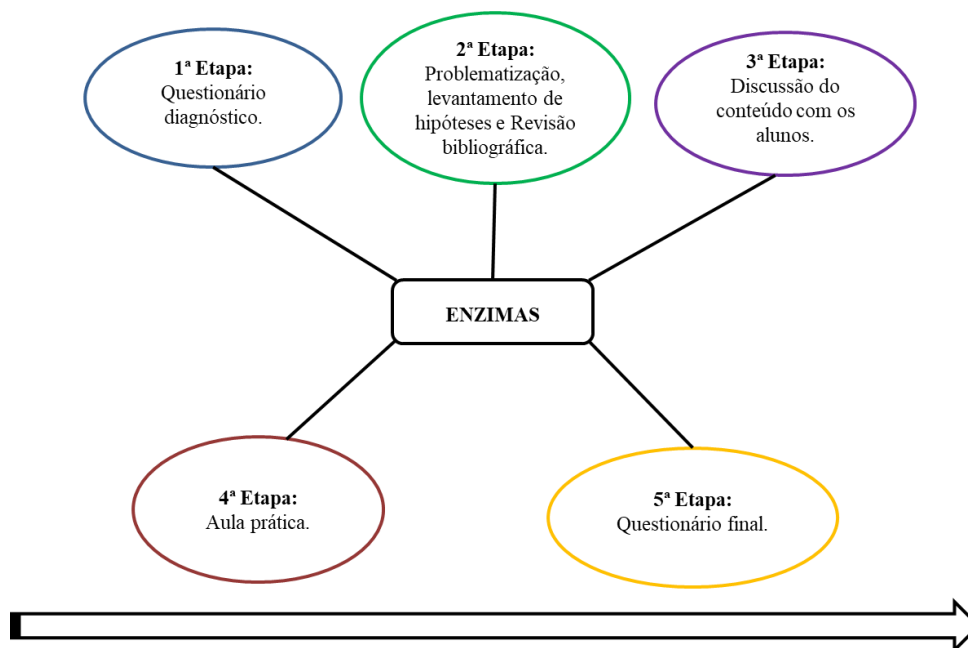 1ª Etapa:
Questionário
diagnóstico.
2ª Etapa:
Problematização,
levantamento de
hipóteses e Revisão
bibliográfica.
3ª Etapa:
Discussão do
conteúdo com os
alunos.
ENZIMAS
4ª Etapa:
Aula prática.
5ª Etapa:
Questionário final.